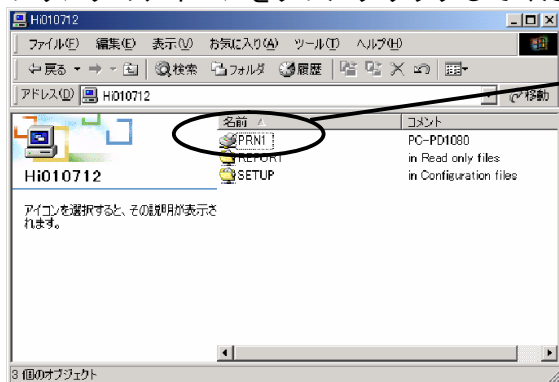 Hi010712
ファイル(F) 編集(E) 表示(V) お気に入り(A) ツール(T) ヘルプ(H)
戻る 検索 フォルダ 履歴
アドレス(D) Hi010712 移動
名前 コメント
PRN1 PC-PD1080
REPORT in Read only files
SETUP in Configuration files
Hi010712
アイコンを選択すると、その説明が表示さ
れます。
3 個のオブジェクト